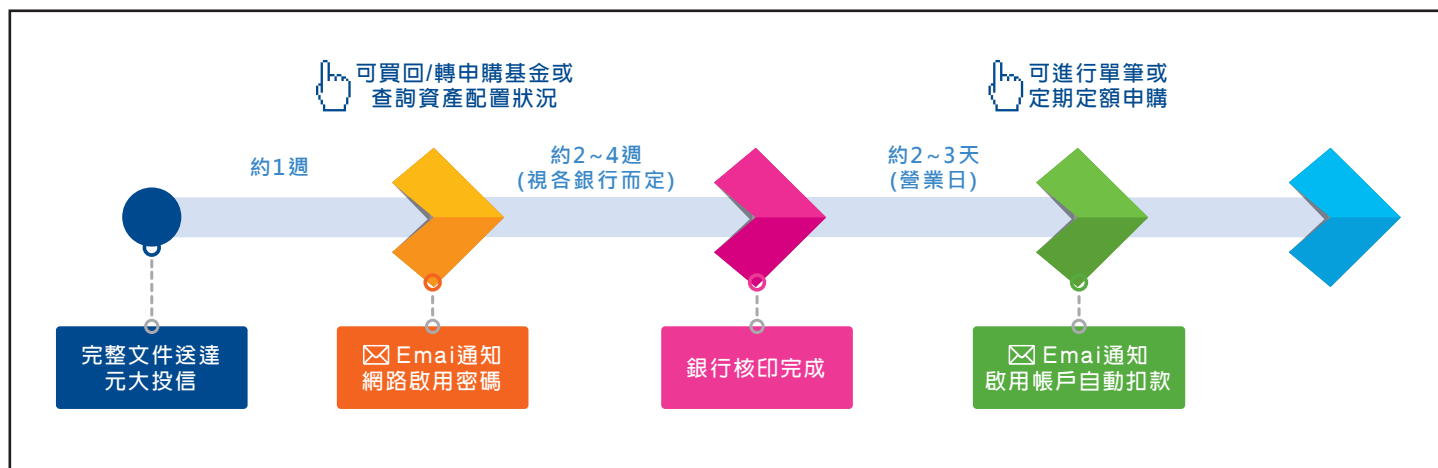 可買回/轉申購基金或
查詢資產配置狀況
可進行單筆或
定期定額申購
約1週
約2~4週
(視各銀行而定)
約2~3天
(營業日)
完整文件送達
元大投信
Emai通知
網路啟用密碼
銀行核印完成
Emai通知
啟用帳戶自動扣款